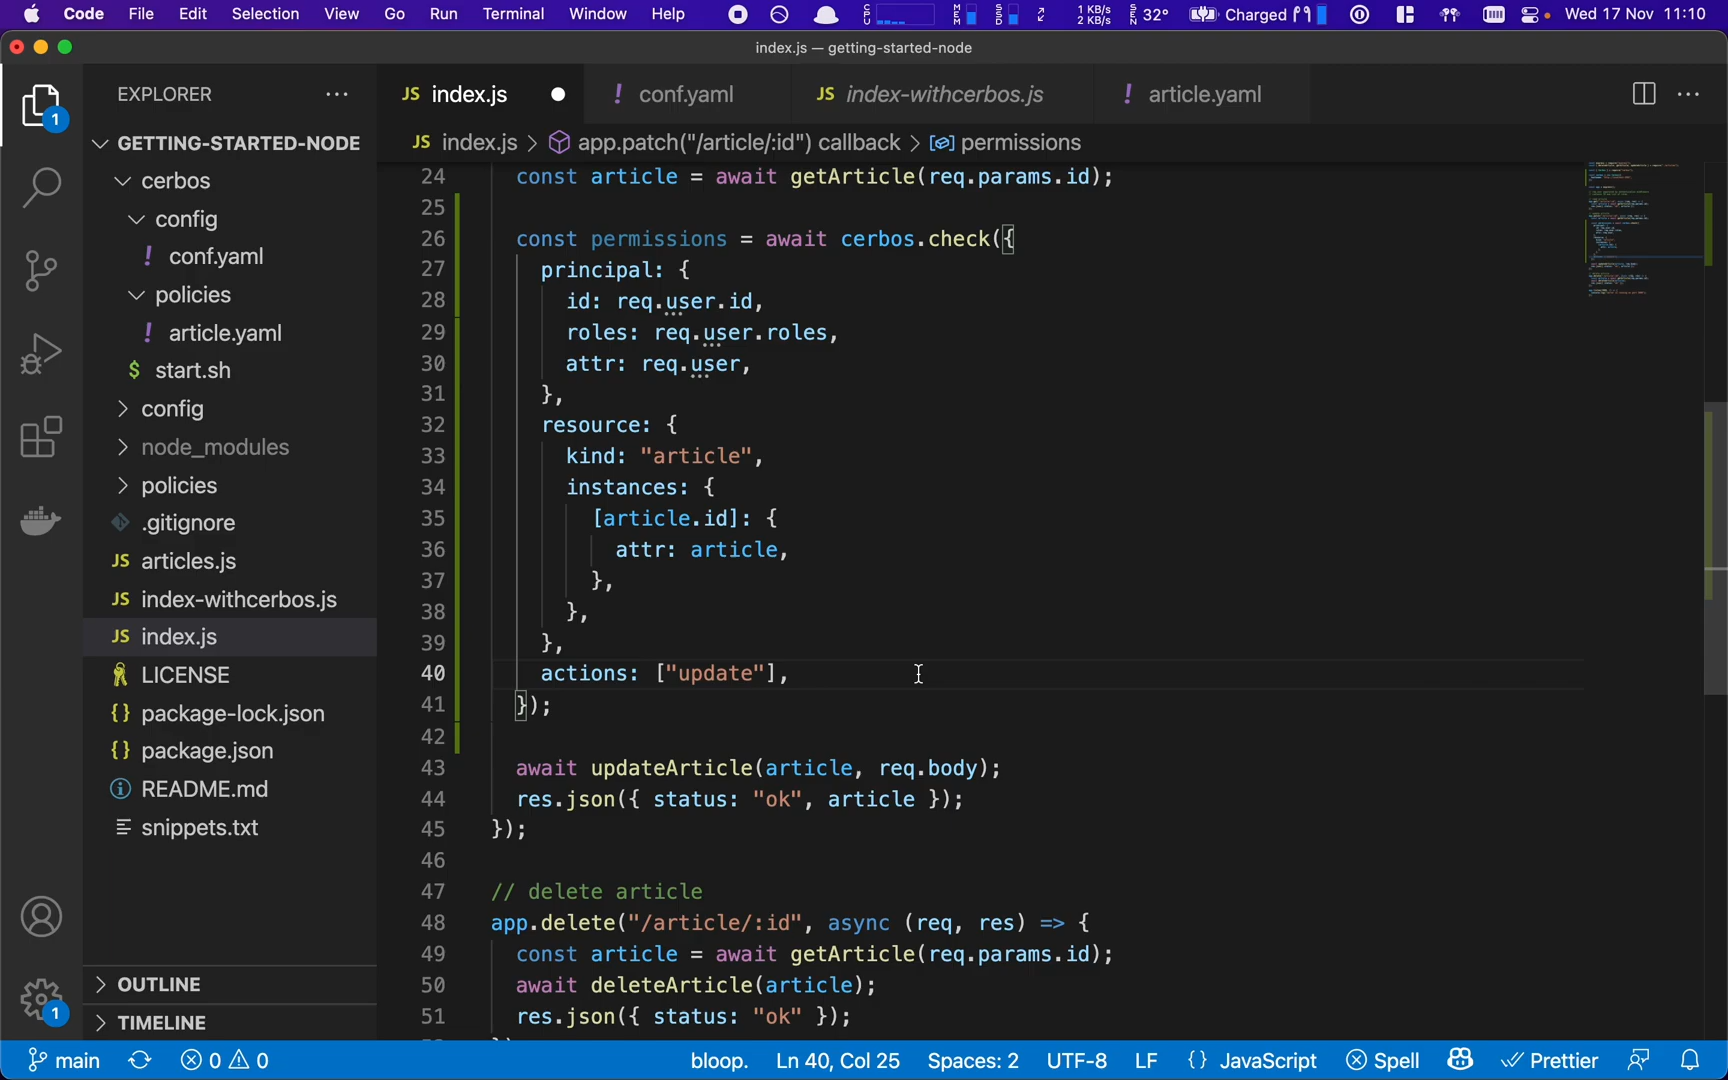 Code File Edit Selection View Go Run Terminal Window Help 1 KB/s 2 KB/s 32° Charged Wed 17 Nov 11:10
index.js — getting-started-node
EXPLORER
GETTING-STARTED-NODE
cerbos
config
conf.yaml
policies
article.yaml
start.sh
config
node_modules
policies
.gitignore
articles.js
index-withcerbos.js
index.js
LICENSE
package-lock.json
package.json
README.md
snippets.txt
OUTLINE
TIMELINE
1
1
JS index.js ! conf.yaml JS index-withcerbos.js ! article.yaml
JS index.js > app.patch("/article/:id") callback > permissions
24 const article = await getArticle(req.params.id);
25
26 const permissions = await cerbos.check({
27 principal: {
28 id: req.user.id,
29 roles: req.user.roles,
30 attr: req.user,
31 },
32 resource: {
33 kind: "article",
34 instances: {
35 [article.id]: {
36 attr: article,
37 },
38 },
39 },
40 actions: ["update"],
41 });
42
43 await updateArticle(article, req.body);
44 res.json({ status: "ok", article });
45 });
46
47 // delete article
48 app.delete("/article/:id", async (req, res) => {
49 const article = await getArticle(req.params.id);
50 await deleteArticle(article);
51 res.json({ status: "ok" });
main 0 0 bloop. Ln 40, Col 25 Spaces: 2 UTF-8 LF {} JavaScript Spell Prettier